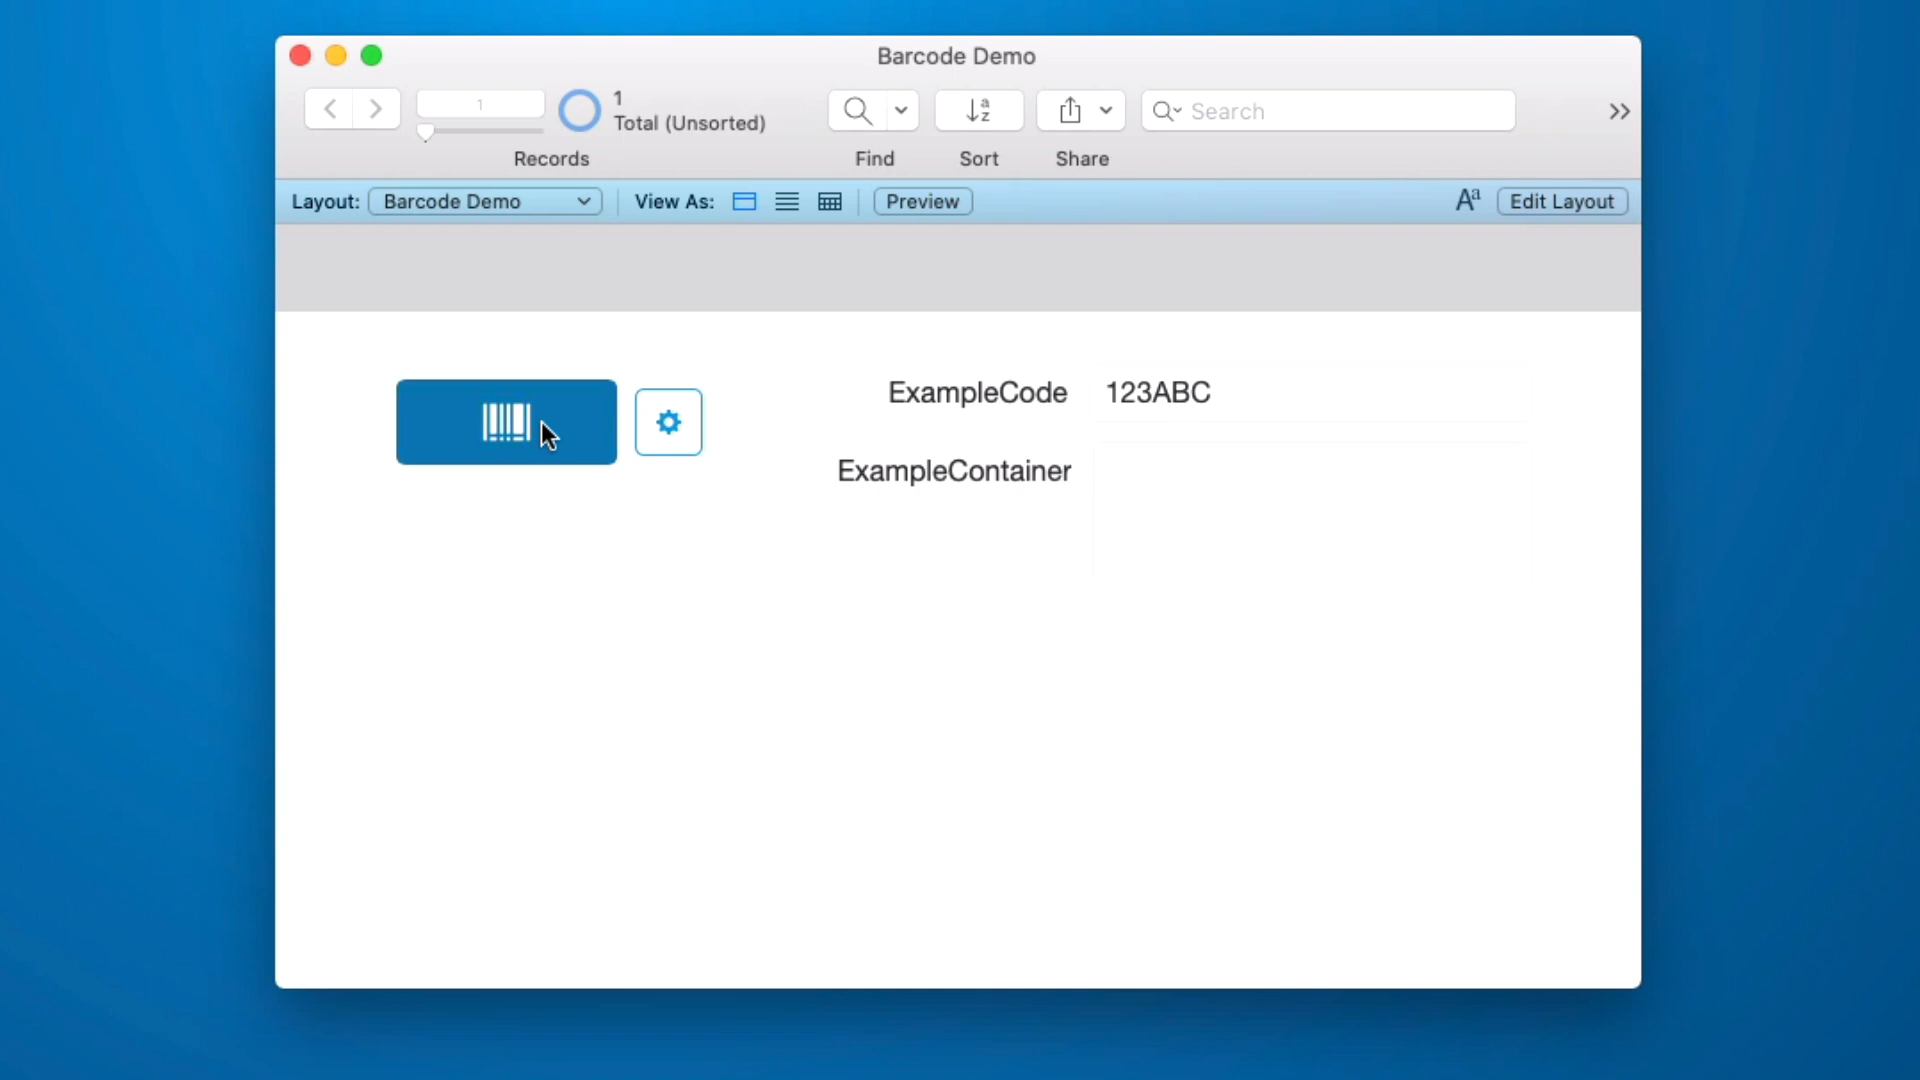 Barcode Demo
1
1
Total (Unsorted)
Search
Records
Find
Sort
Share
Layout: Barcode Demo
View As:
Preview
Aa
Edit Layout
ExampleCode 123ABC
ExampleContainer